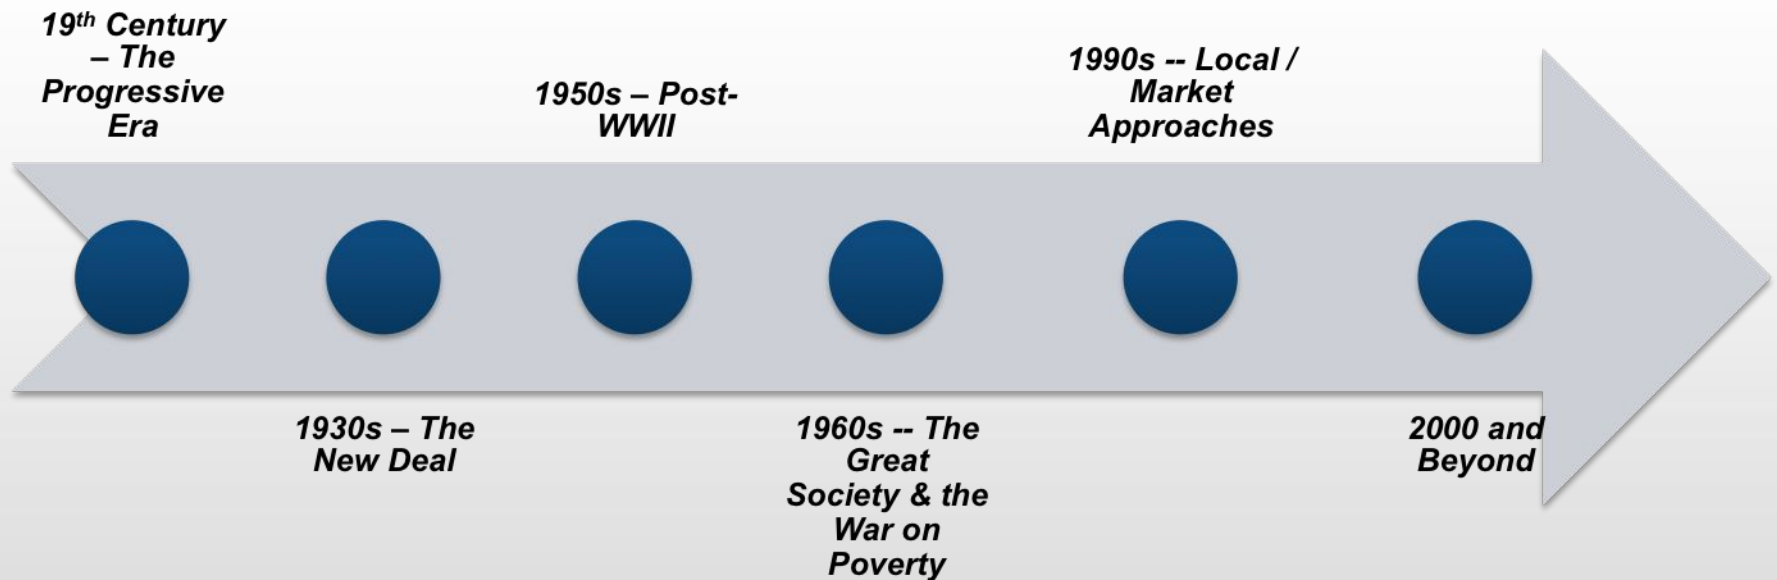 19th Century
– The
Progressive
Era
1930s – The
New Deal
1950s – Post-
WWII
1960s -- The
Great
Society & the
War on
Poverty
1990s -- Local /
Market
Approaches
2000 and
Beyond